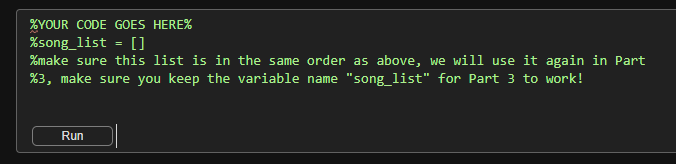 %YOUR CODE GOES HERE%
%song_list = []
%make sure this list is in the same order as above, we will use it again in Part
%3, make sure you keep the variable name "song_list" for Part 3 to work!
Run